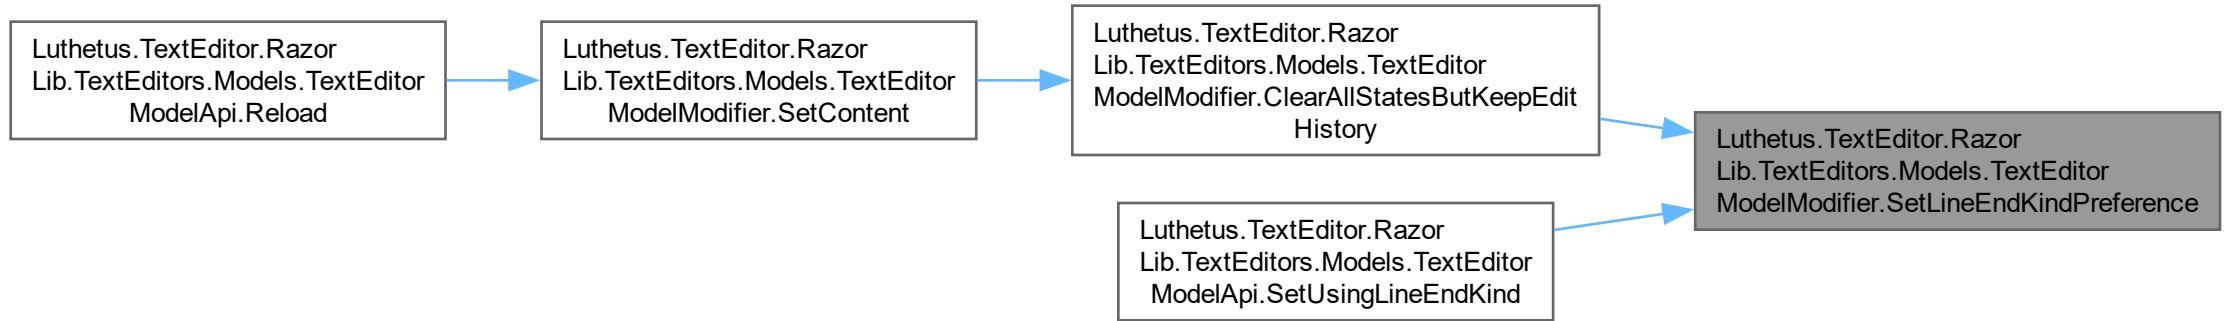 Luthetus.TextEditor.Razor
Lib.TextEditors.Models.TextEditor
ModelApi.Reload
Luthetus.TextEditor.Razor
Lib.TextEditors.Models.TextEditor
ModelModifier.SetContent
Luthetus.TextEditor.Razor
Lib.TextEditors.Models.TextEditor
ModelModifier.ClearAllStatesButKeepEdit
History
Luthetus.TextEditor.Razor
Lib.TextEditors.Models.TextEditor
ModelApi.SetUsingLineEndKind
Luthetus.TextEditor.Razor
Lib.TextEditors.Models.TextEditor
ModelModifier.SetLineEndKindPreference